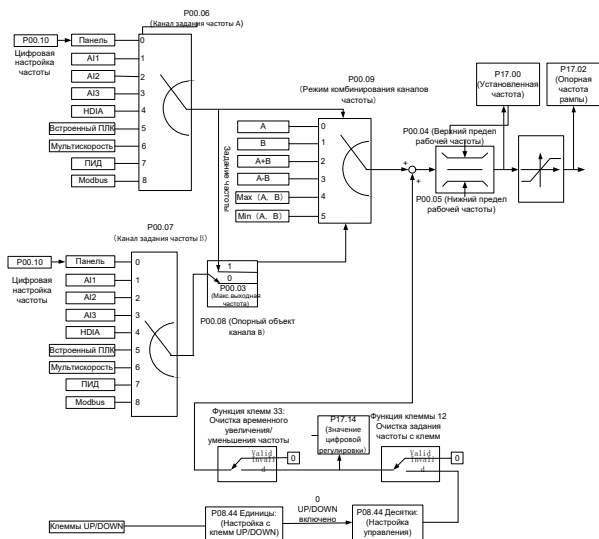 P00.06
(Канал задания частоты A)
P00.10
Цифровая
настройка
частоты
Панель
0
AI1
1
AI2
2
AI3
3
HDIA
4
Встроенный ПЛК
5
Мультискорость
6
ПИД
7
Modbus
8
P00.09
(Режим комбинирования каналов
частоты)
A
0
B
1
A+B
2
A-B
3
Max (A, B)
4
Min (A, B)
5
Задание частоты
P17.00
(Установленная
частота)
P17.02
(Опорная
частота
рампы)
P00.04 (Верхний предел
рабочей частоты)
P00.05 (Нижний предел
рабочей частоты)
+
+
P00.07
(Канал задания частоты B)
P00.10
Цифровая
настройка
частоты
Панель
0
AI1
1
AI2
2
AI3
3
HDIA
4
Встроенный ПЛК
5
Мультискорость
6
ПИД
7
Modbus
8
1
0
P00.03
(Макс.выходная
частота)
P00.08 (Опорный объект
канала B)
Функция клемм 33:
Очистка временного
увеличения/
уменьшения частоты
Valid
Invali
d
0
P17.14
(Значение
цифровой
регулировки)
Функция клеммы 12
Очистка задания
частоты с клемм
Valid
Invali
d
0
Клеммы UP/DOWN
P08.44 Единицы:
(Настройка с
клемм UP/DOWN)
0
UP/DOWN
включено
P08.44 Десятки:
(Настройка
управления)